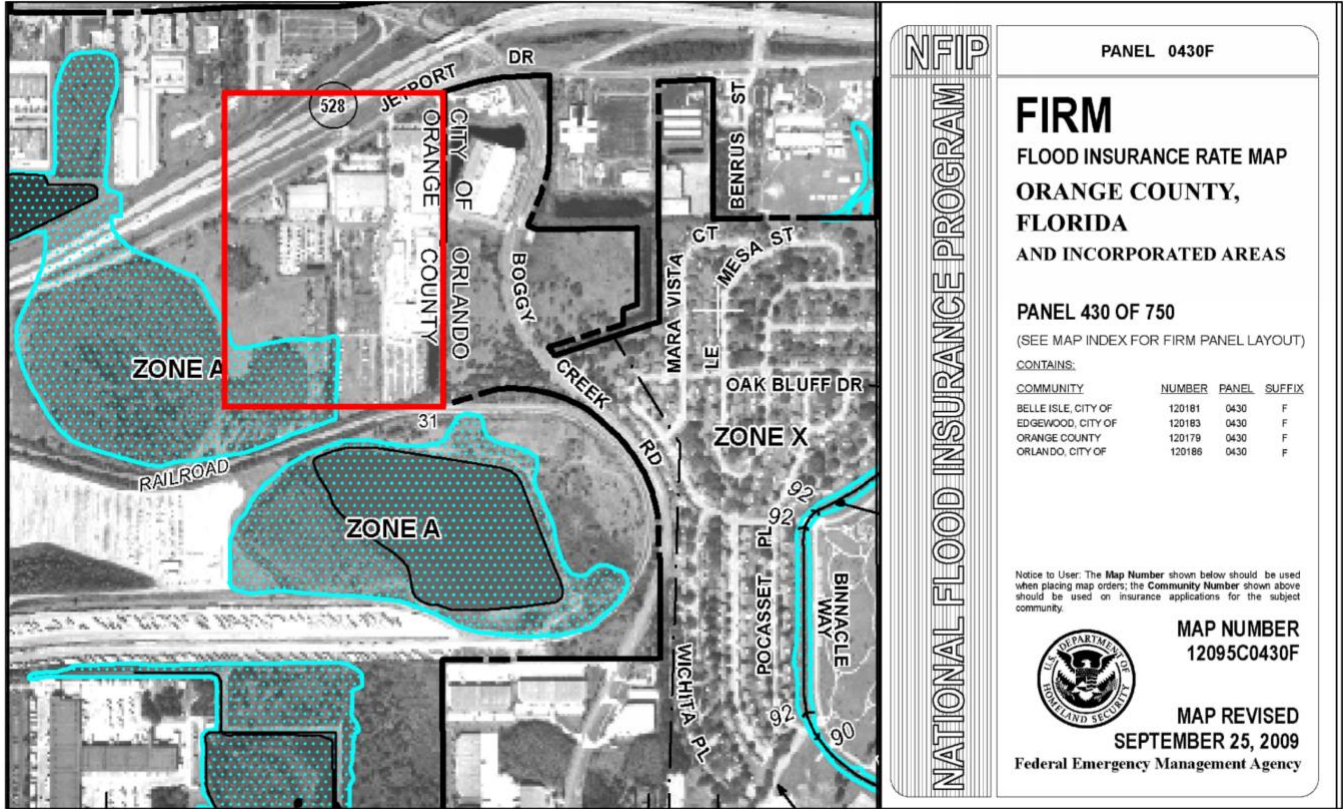 528
JETPORT
DR
CITY OF ORLANDO
ORANGE COUNTY
BENRUS ST
BOGGY
CREEK
RD
MARA VISTA
CT
LE
MESA ST
OAK BLUFF DR
ZONE A
ZONE X
31
RAILROAD
ZONE A
92
92
POCASSET PL
BINNACLE
WAY
WICHITA PL
92
90
NFIP
NATIONAL FLOOD INSURANCE PROGRAM
PANEL 0430F
FIRM
FLOOD INSURANCE RATE MAP
ORANGE COUNTY,
FLORIDA
AND INCORPORATED AREAS
PANEL 430 OF 750
(SEE MAP INDEX FOR FIRM PANEL LAYOUT)
CONTAINS:
COMMUNITY NUMBER PANEL SUFFIX
BELLE ISLE, CITY OF 120181 0430 F
EDGEWOOD, CITY OF 120183 0430 F
ORANGE COUNTY 120179 0430 F
ORLANDO, CITY OF 120186 0430 F
Notice to User: The Map Number shown below should be used
when placing map orders; the Community Number shown above
should be used on insurance applications for the subject
community.
U.S. DEPARTMENT OF
HOMELAND SECURITY
MAP NUMBER
12095C0430F
MAP REVISED
SEPTEMBER 25, 2009
Federal Emergency Management Agency